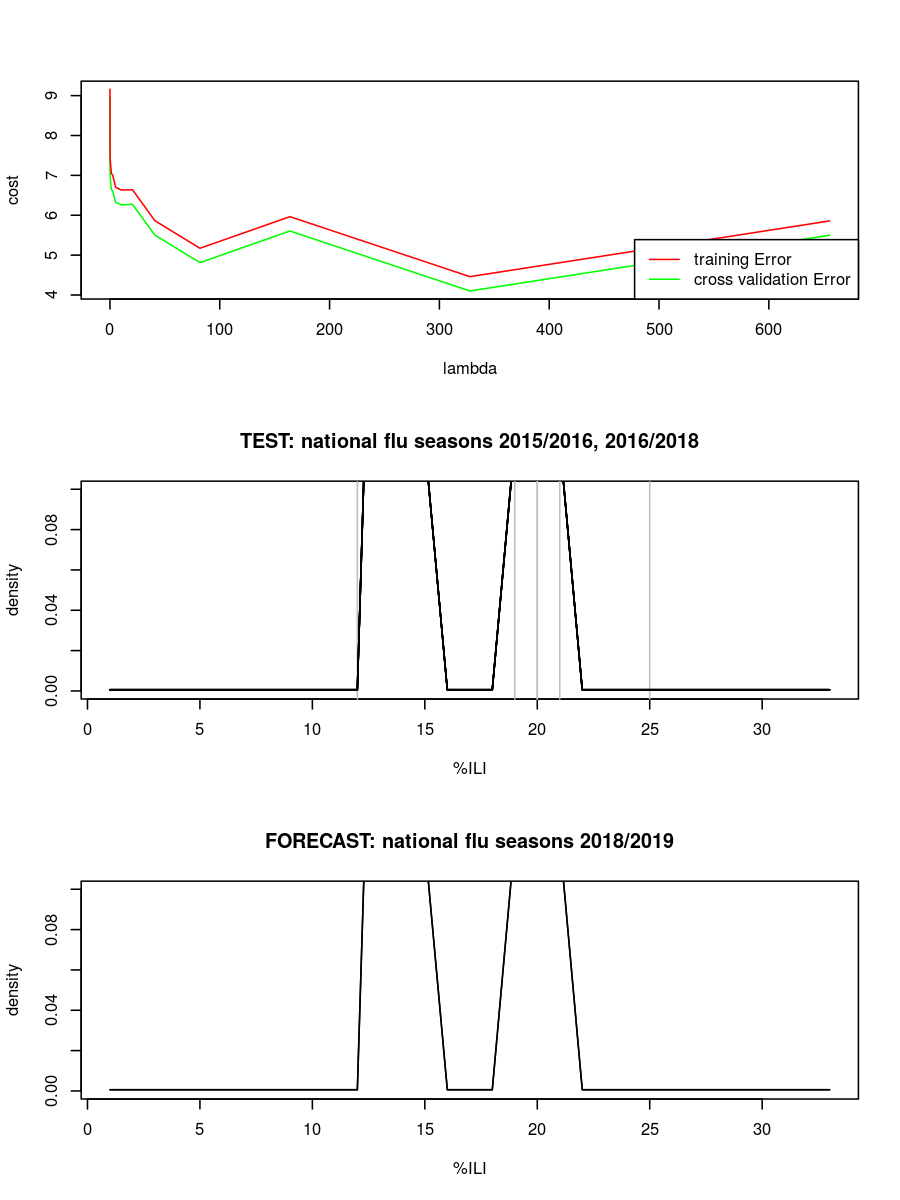 9
8
7
6
5
4
cost
training Error
cross validation Error
0 100 200 300 400 500 600
lambda
TEST: national flu seasons 2015/2016, 2016/2018
0.08
0.04
0.00
density
0 5 10 15 20 25 30
%ILI
FORECAST: national flu seasons 2018/2019
0.08
0.04
0.00
density
0 5 10 15 20 25 30
%ILI